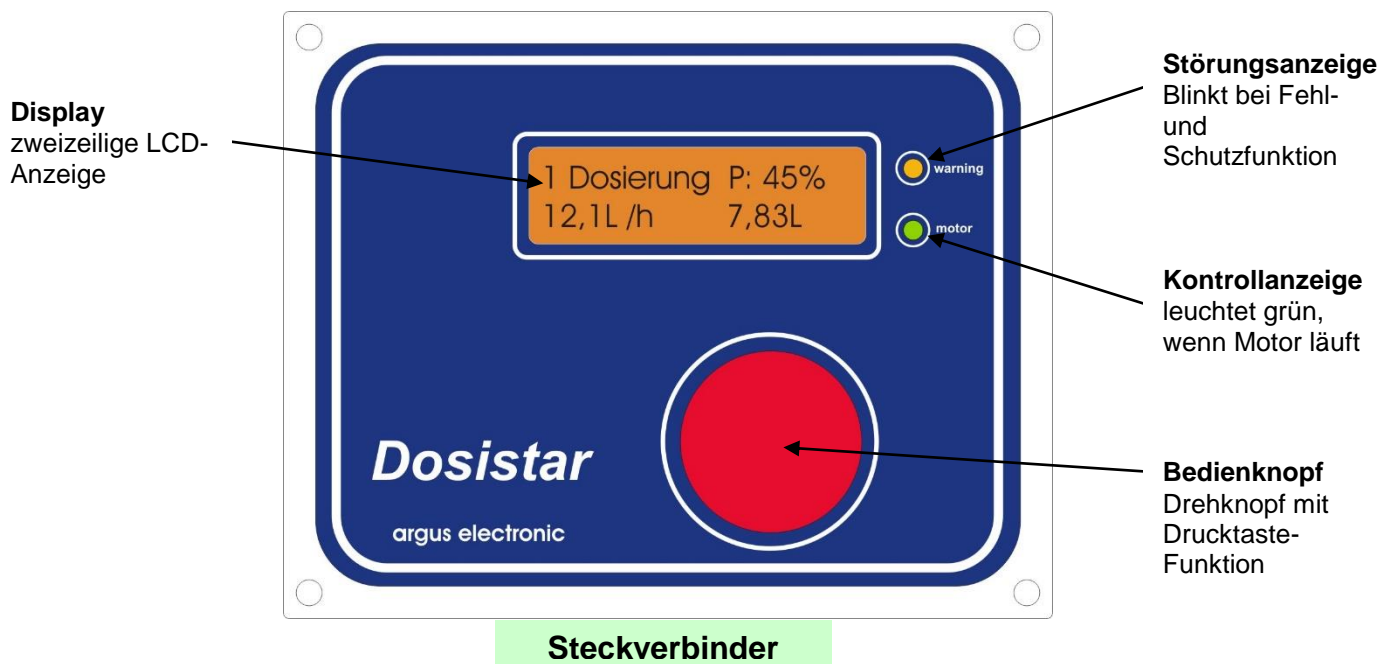 Display
zweizeilige LCD-
Anzeige
1 Dosierung P: 45%
12,1L /h 7,83L
warning
motor
Störungsanzeige
Blinkt bei Fehl-
und
Schutzfunktion
Kontrollanzeige
leuchtet grün,
wenn Motor läuft
Dosistar
argus electronic
Bedienknopf
Drehknopf mit
Drucktaste-
Funktion
Steckverbinder